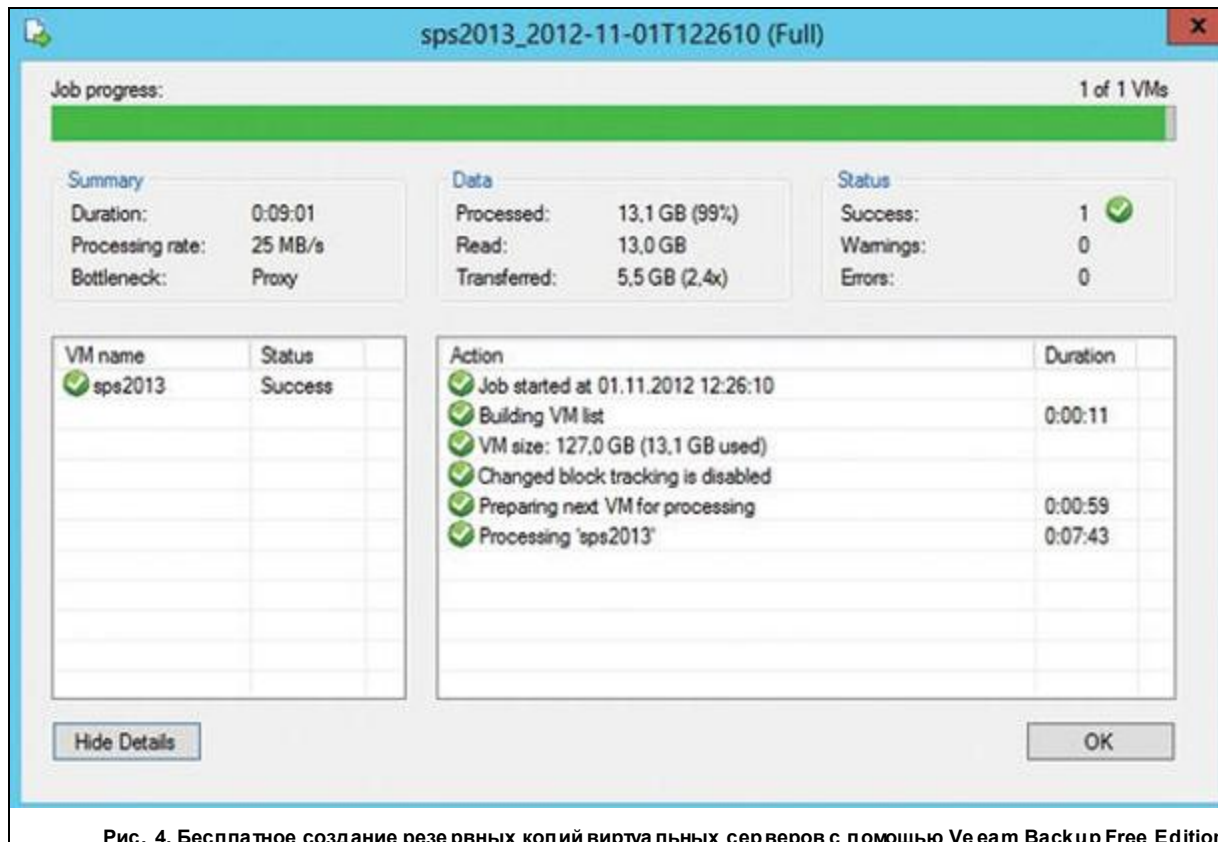 sps2013_2012-11-01T122610 (Full)
x
Job progress:
1 of 1 VMs
Summary
Duration: 0:09:01
Processing rate: 25 MB/s
Bottleneck: Proxy
Data
Processed: 13,1 GB (99%)
Read: 13,0 GB
Transferred: 5,5 GB (2,4x)
Status
Success: 1
Warnings: 0
Errors: 0
VM name Status
sps2013 Success
Action Duration
Job started at 01.11.2012 12:26:10
Building VM list 0:00:11
VM size: 127,0 GB (13,1 GB used)
Changed block tracking is disabled
Preparing next VM for processing 0:00:59
Processing 'sps2013' 0:07:43
Hide Details
OK
Рис. 4. Бесплатное создание резервных копий виртуальных серверов с помощью Veeam Backup Free Edition